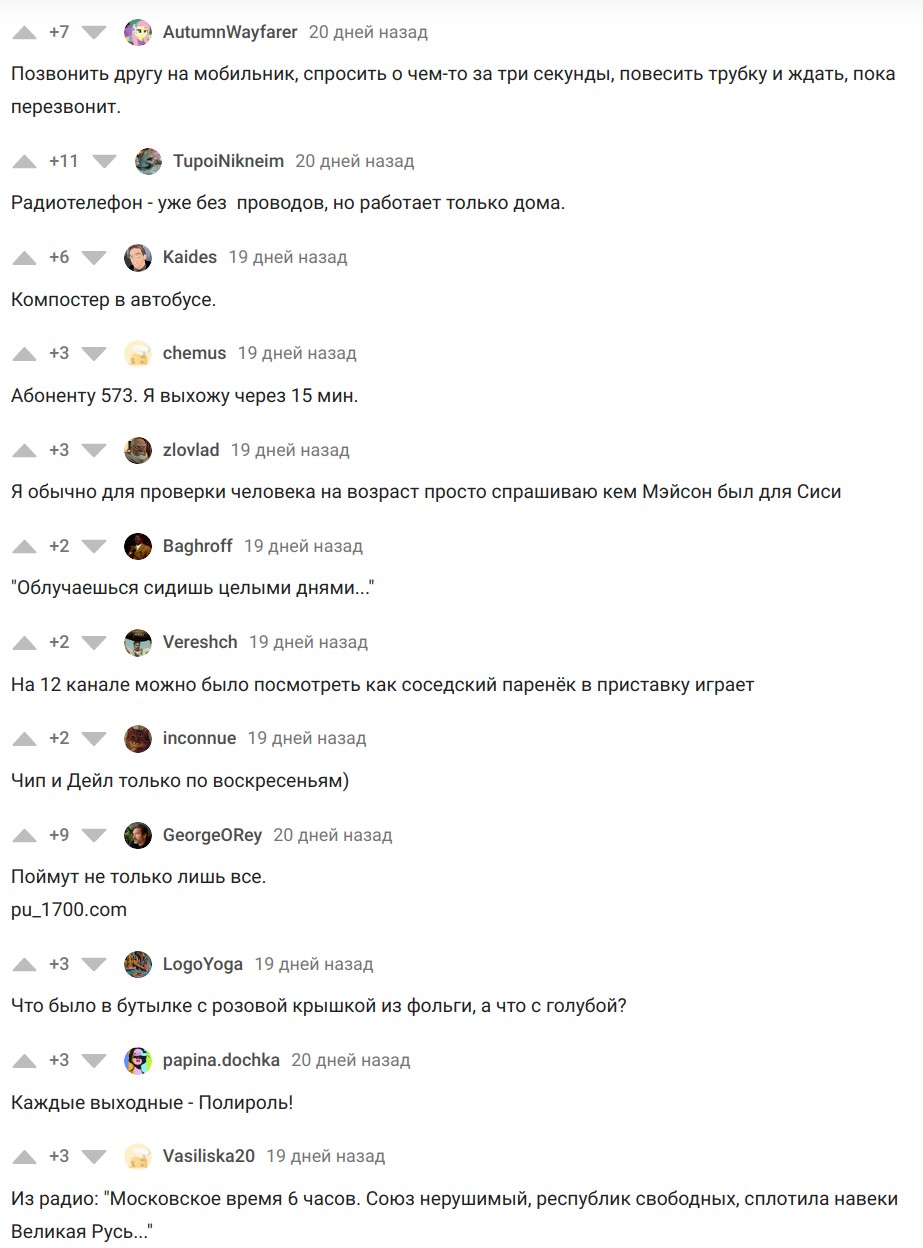 +7 AutumnWayfarer 20 дней назад
Позвонить другу на мобильник, спросить о чем-то за три секунды, повесить трубку и ждать, пока
перезвонит.
+11 TupoiNikneim 20 дней назад
Радиотелефон - уже без  проводов, но работает только дома.
+6 Kaides 19 дней назад
Компостер в автобусе.
+3 chemus 19 дней назад
Абоненту 573. Я выхожу через 15 мин.
+3 zlovlad 19 дней назад
Я обычно для проверки человека на возраст просто спрашиваю кем Мэйсон был для Сиси
+2 Baghroff 19 дней назад
"Облучаешься сидишь целыми днями..."
+2 Vereshch 19 дней назад
На 12 канале можно было посмотреть как соседский паренёк в приставку играет
+2 inconnue 19 дней назад
Чип и Дейл только по воскресеньям)
+9 GeorgeORey 20 дней назад
Поймут не только лишь все.
pu_1700.com
+3 LogoYoga 19 дней назад
Что было в бутылке с розовой крышкой из фольги, а что с голубой?
+3 papina.dochka 20 дней назад
Каждые выходные - Полироль!
+3 Vasiliska20 19 дней назад
Из радио: "Московское время 6 часов. Союз нерушимый, республик свободных, сплотила навеки
Великая Русь..."